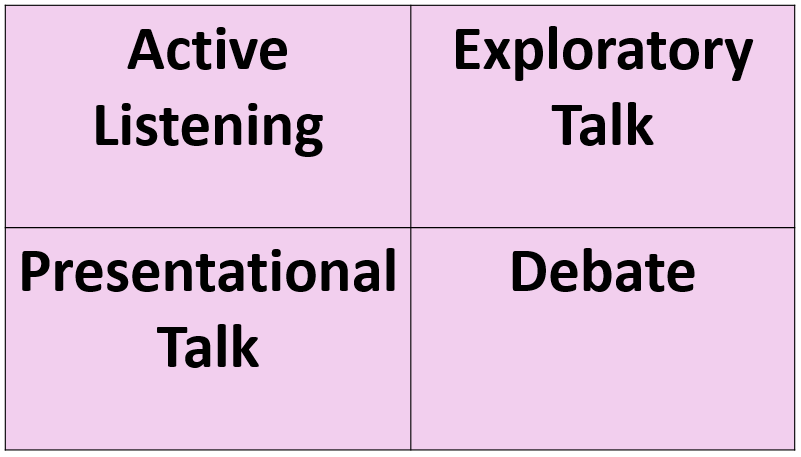 Active
Listening
Exploratory
Talk
Presentational
Talk
Debate